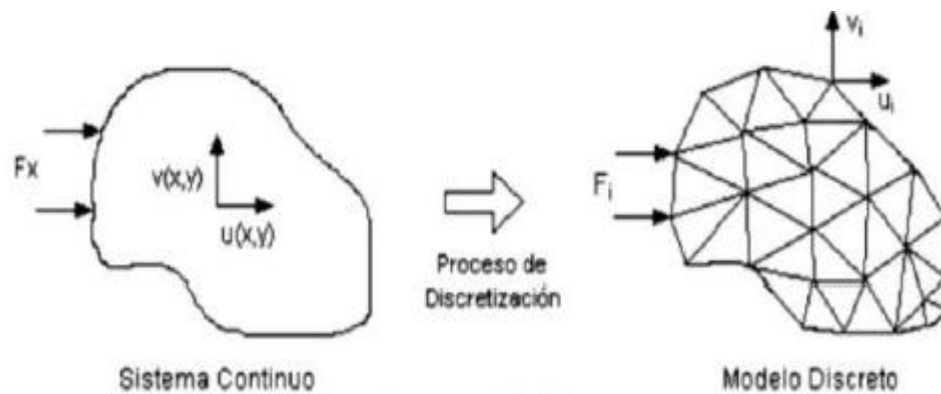 Fx
v(x,y)
u(x,y)
Sistema Continuo
Proceso de
Discretización
vi
ui
Fi
Modelo Discreto